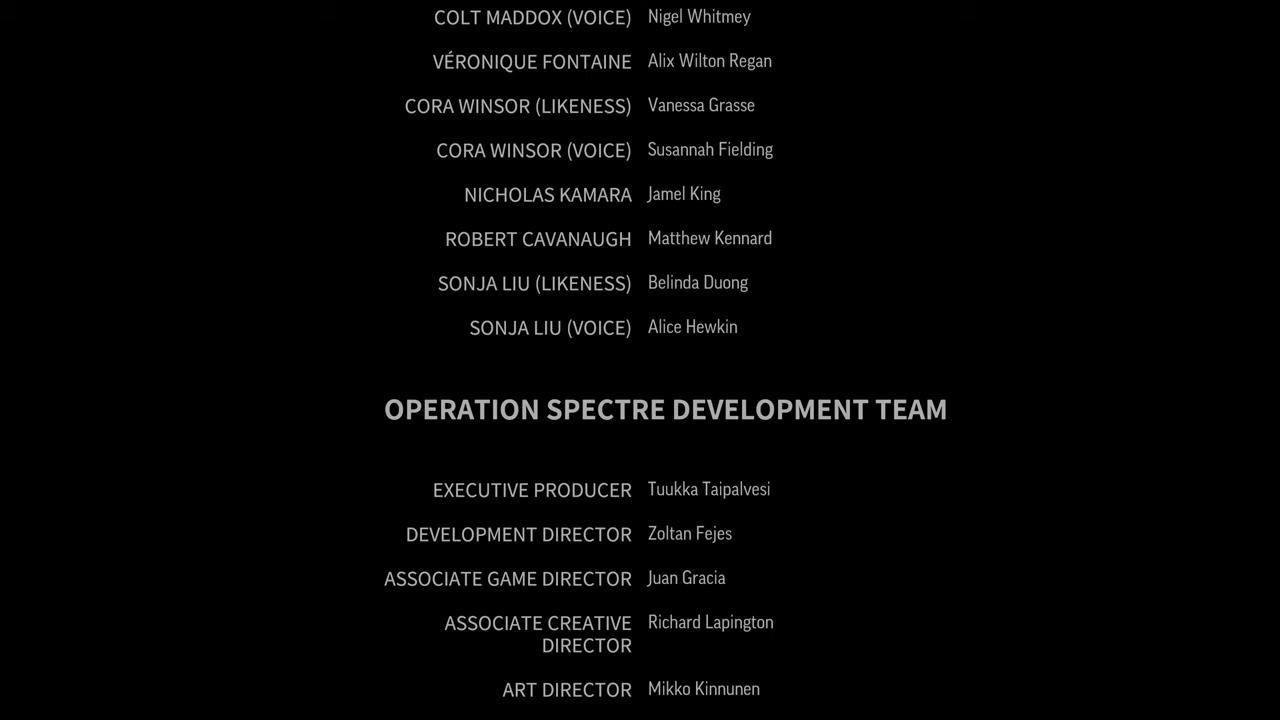 COLT MADDOX (VOICE) Nigel Whitmey
VÉRONIQUE FONTAINE Alix Wilton Regan
CORA WINSOR (LIKENESS) Vanessa Grasse
CORA WINSOR (VOICE) Susannah Fielding
NICHOLAS KAMARA Jamel King
ROBERT CAVANAUGH Matthew Kennard
SONJA LIU (LIKENESS) Belinda Duong
SONJA LIU (VOICE) Alice Hewkin
OPERATION SPECTRE DEVELOPMENT TEAM
EXECUTIVE PRODUCER Tuukka Taipalvesi
DEVELOPMENT DIRECTOR Zoltan Fejes
ASSOCIATE GAME DIRECTOR Juan Gracia
ASSOCIATE CREATIVE Richard Lapington
DIRECTOR
ART DIRECTOR Mikko Kinnunen